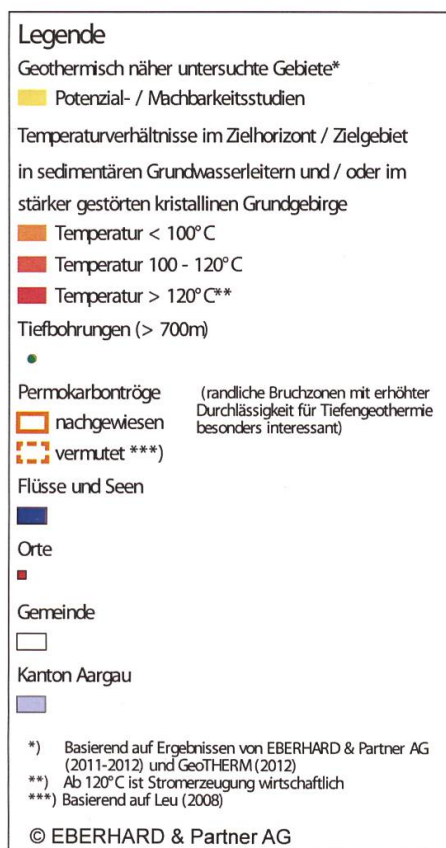 Legende
Geothermisch näher untersuchte Gebiete*
Potenzial- / Machbarkeitsstudien
Temperaturverhältnisse im Zielhorizont / Zielgebiet
in sedimentären Grundwasserleitern und / oder im
stärker gestörten kristallinen Grundgebirge
Temperatur < 100°C
Temperatur 100 - 120°C
Temperatur > 120°C**
Tiefbohrungen (> 700m)
Permokarbontröge
(randliche Bruchzonen mit erhöhter
Durchlässigkeit für Tiefengeothermie
besonders interessant)
nachgewiesen
vermutet ***)
Flüsse und Seen
Orte
Gemeinde
Kanton Aargau
*) Basierend auf Ergebnissen von EBERHARD & Partner AG
(2011-2012) und GeoTHERM (2012)
**) Ab 120°C ist Stromerzeugung wirtschaftlich
***) Basierend auf Leu (2008)
© EBERHARD & Partner AG